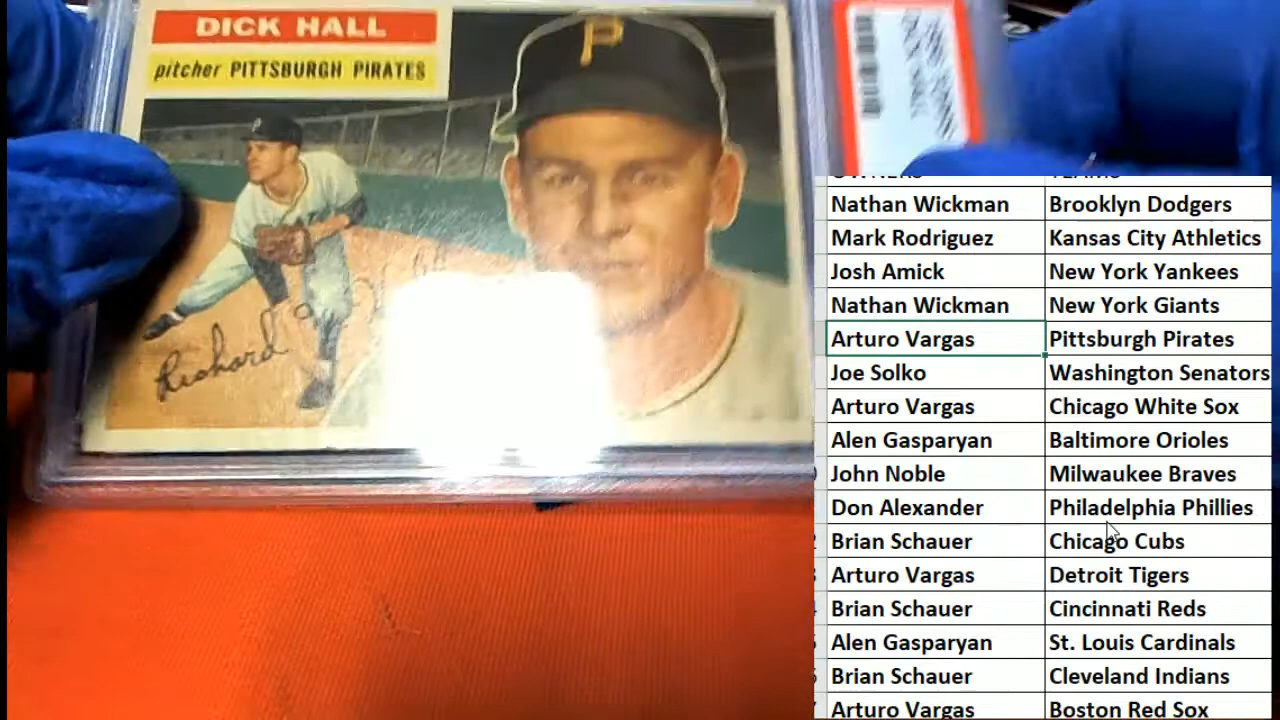 DICK HALL
pitcher PITTSBURGH PIRATES
P
P
Richard
Nathan Wickman Brooklyn Dodgers
Mark Rodriguez Kansas City Athletics
Josh Amick New York Yankees
Nathan Wickman New York Giants
Arturo Vargas Pittsburgh Pirates
Joe Solko Washington Senators
Arturo Vargas Chicago White Sox
Alen Gasparyan Baltimore Orioles
John Noble Milwaukee Braves
Don Alexander Philadelphia Phillies
Brian Schauer Chicago Cubs
Arturo Vargas Detroit Tigers
Brian Schauer Cincinnati Reds
Alen Gasparyan St. Louis Cardinals
Brian Schauer Cleveland Indians
Arturo Vargas Boston Red Sox